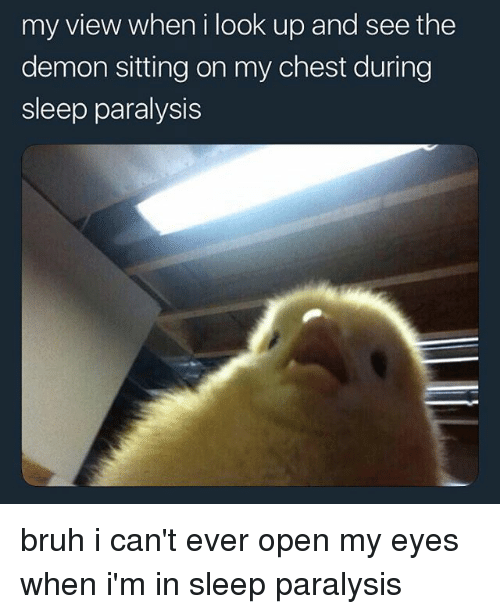 my view when i look up and see the
demon sitting on my chest during
sleep paralysis
bruh i can't ever open my eyes
when i'm in sleep paralysis